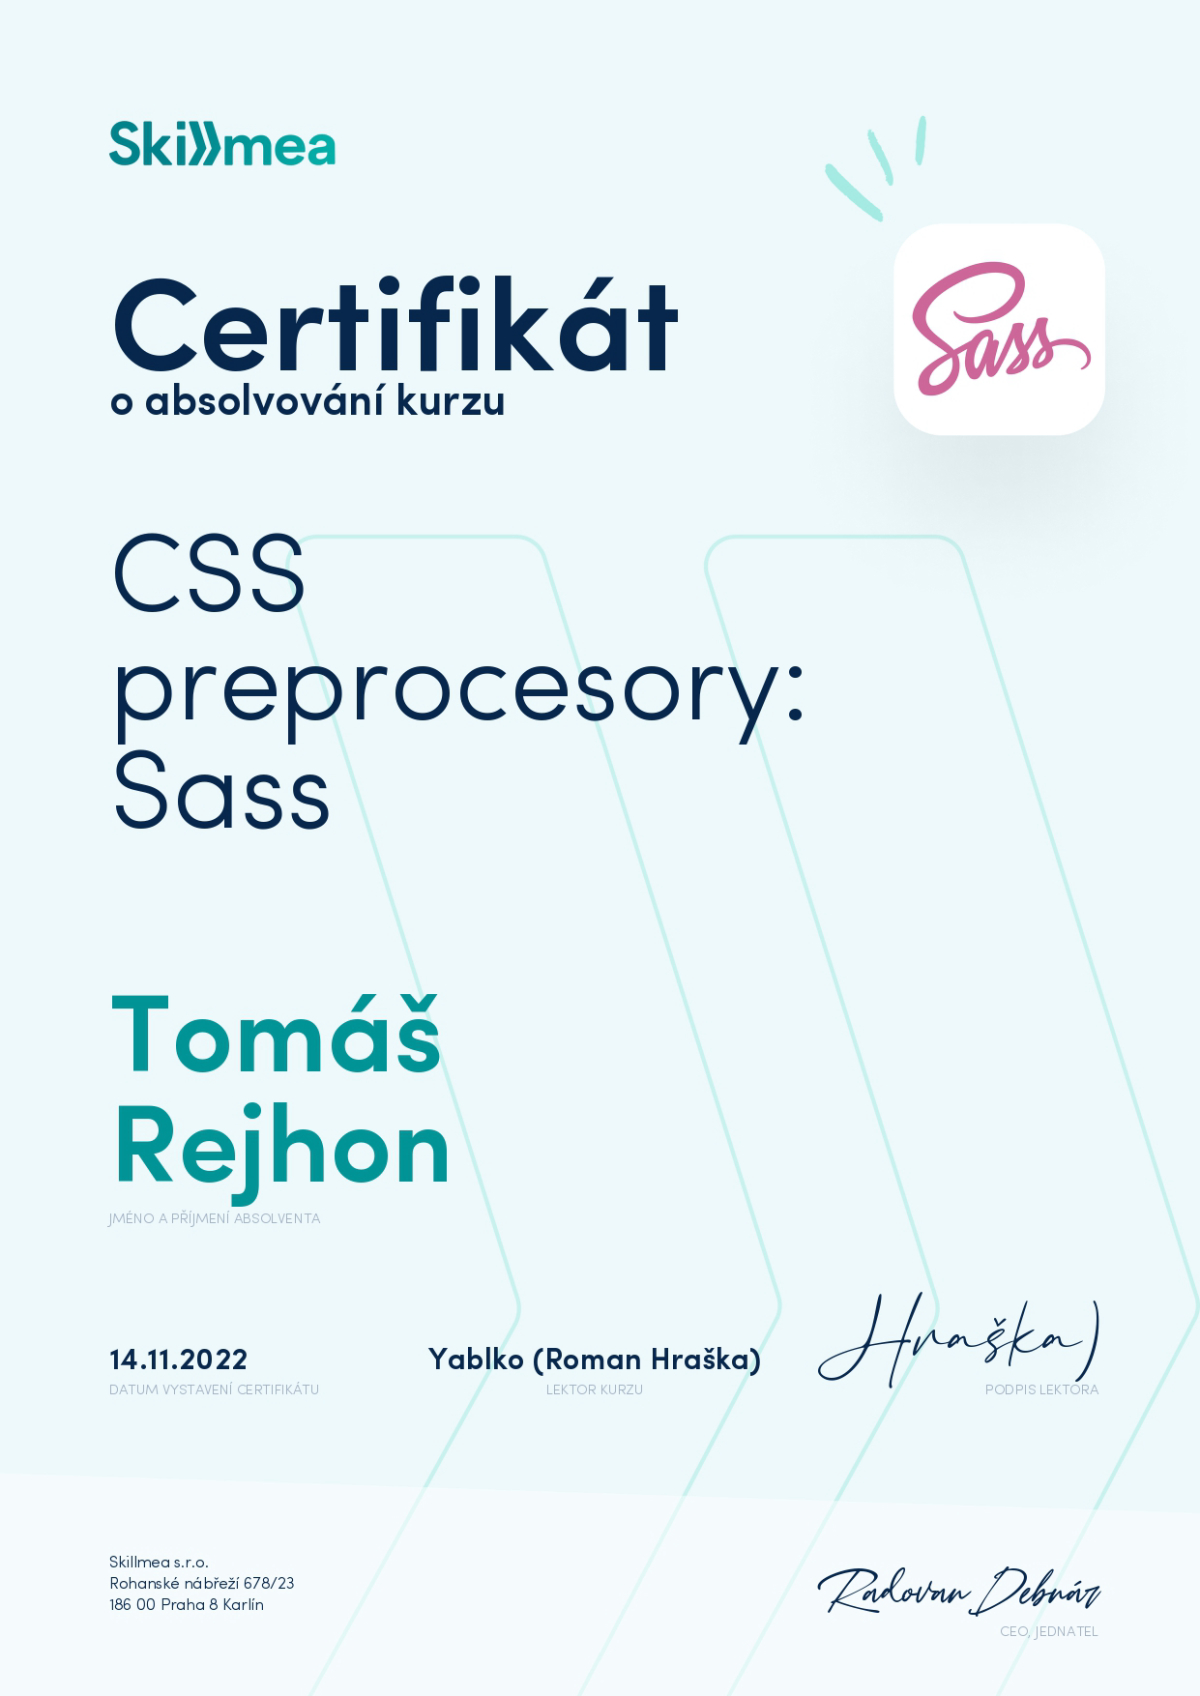 Skillmea
Certifikát
o absolvování kurzu
Sass
CSS
preprocesory:
Sass
Tomáš
Rejhon
JMÉNO A PŘÍJMENÍ ABSOLVENTA
14.11.2022
DATUM VYSTAVENÍ CERTIFIKÁTU
Yablko (Roman Hraška)
LEKTOR KURZU
Hraška)
PODPIS LEKTORA
Skillmea s.r.o.
Rohanské nábřeží 678/23
186 00 Praha 8 Karlín
Radovan Debnár
CEO, JEDNATEL